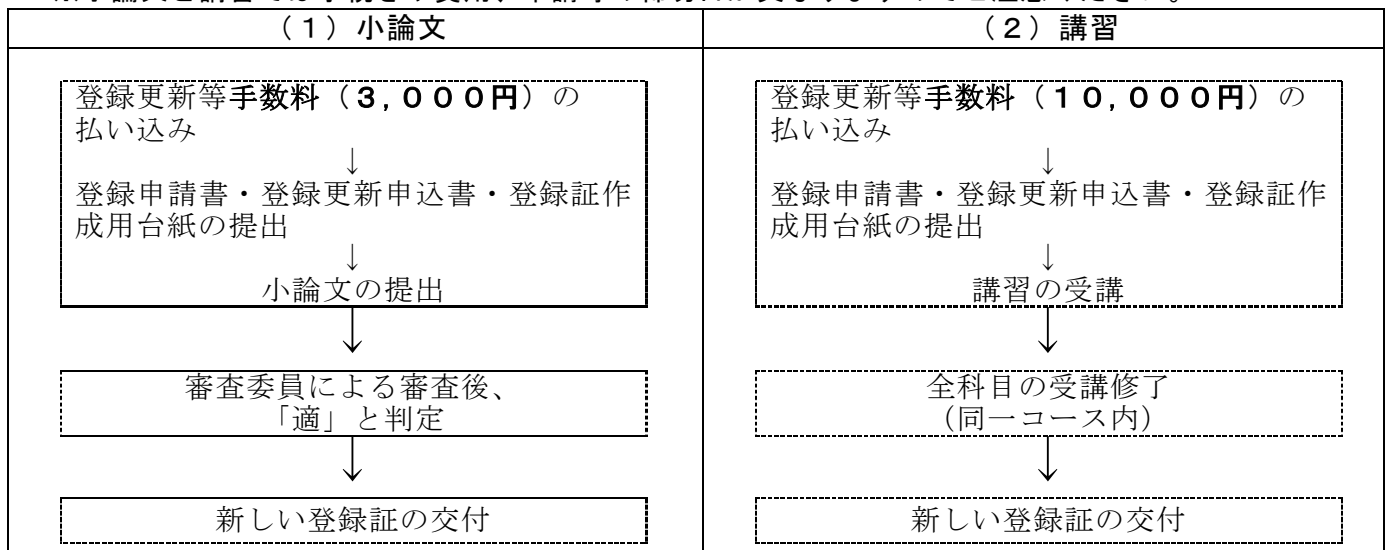 （１）小論文
登録更新等手数料（３,０００円）の
払い込み
↓
登録申請書・登録更新申込書・登録証作
成用台紙の提出
↓
小論文の提出
審査委員による審査後、
「適」と判定
新しい登録証の交付
（２）講習
登録更新等手数料（１０,０００円）の
払い込み
↓
登録申請書・登録更新申込書・登録証作
成用台紙の提出
↓
講習の受講
全科目の受講修了
（同一コース内）
新しい登録証の交付